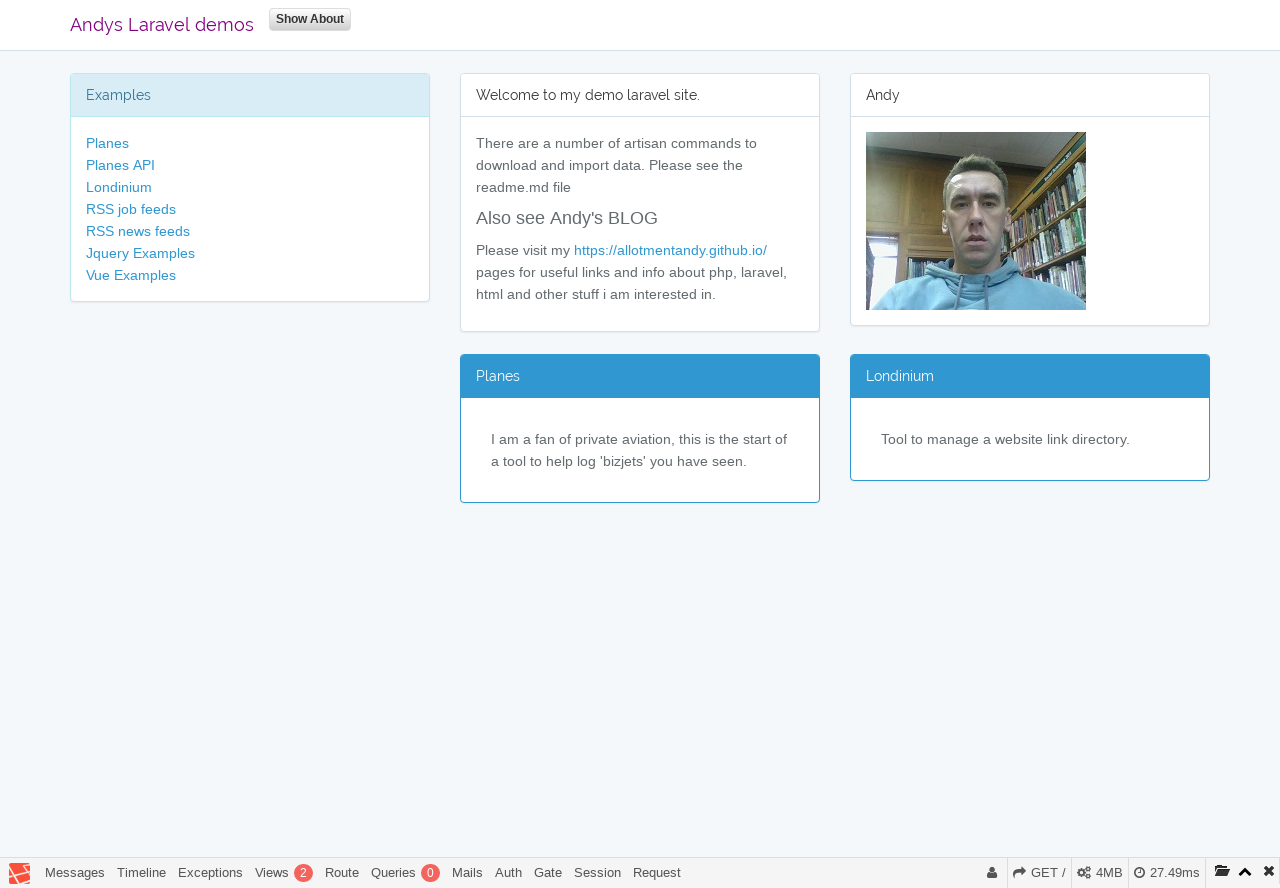 Andys Laravel demos
Show About
Examples
Planes
Planes API
Londinium
RSS job feeds
RSS news feeds
Jquery Examples
Vue Examples
Welcome to my demo laravel site.
There are a number of artisan commands to
download and import data. Please see the
readme.md file
Also see Andy's BLOG
Please visit my https://allotmentandy.github.io/
pages for useful links and info about php, laravel,
html and other stuff i am interested in.
Andy
Planes
I am a fan of private aviation, this is the start of
a tool to help log 'bizjets' you have seen.
Londinium
Tool to manage a website link directory.
Messages Timeline Exceptions Views 2 Route Queries 0 Mails Auth Gate Session Request GET / 4MB 27.49ms